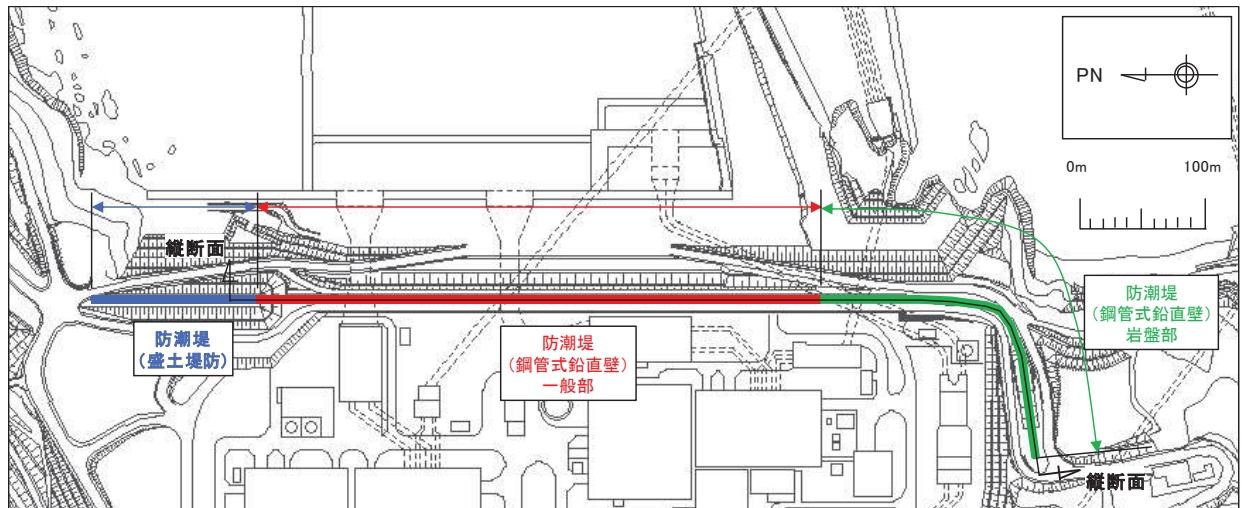 PN
0m 100m
縦断面
防潮堤
（盛土堤防）
防潮堤
（鋼管式鉛直壁）
一般部
防潮堤
（鋼管式鉛直壁）
岩盤部
縦断面